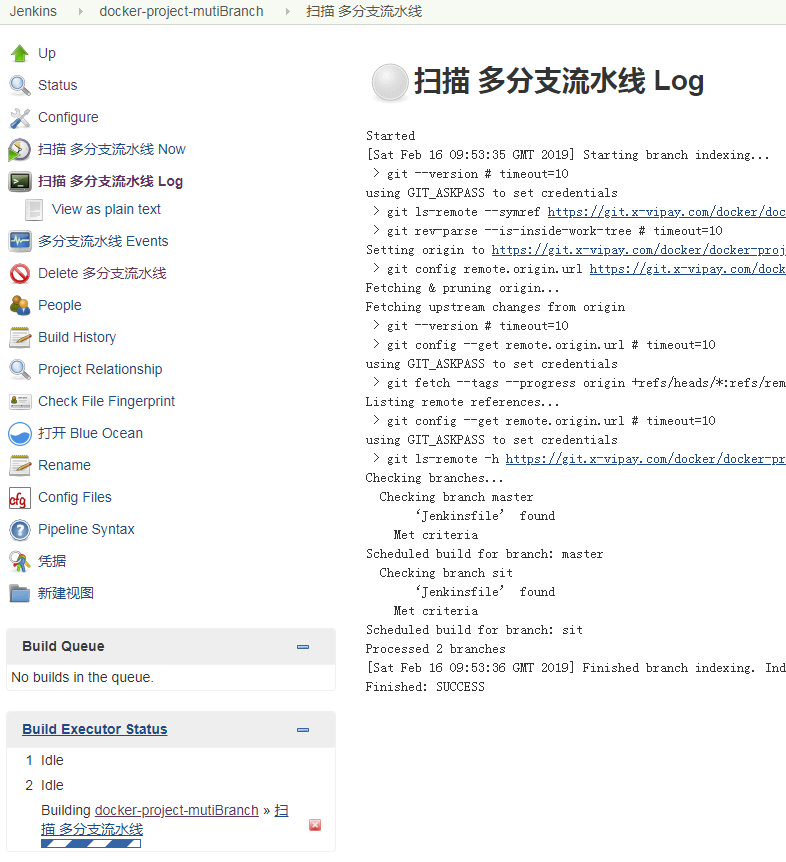 Jenkins docker-project-mutiBranch 扫描 多分支流水线
Up
Status
Configure
扫描 多分支流水线 Now
扫描 多分支流水线 Log
View as plain text
多分支流水线 Events
Delete 多分支流水线
People
Build History
Project Relationship
Check File Fingerprint
打开 Blue Ocean
Rename
cfg
Config Files
Pipeline Syntax
凭据
新建视图
Build Queue
No builds in the queue.
Build Executor Status
1 Idle
2 Idle
Building docker-project-mutiBranch » 扫
描 多分支流水线
扫描 多分支流水线 Log
Started
[Sat Feb 16 09:53:35 GMT 2019] Starting branch indexing...
> git --version # timeout=10
using GIT_ASKPASS to set credentials
> git ls-remote --symref https://git.x-vipay.com/docker/doc
> git rev-parse --is-inside-work-tree # timeout=10
Setting origin to https://git.x-vipay.com/docker/docker-proj
> git config remote.origin.url https://git.x-vipay.com/dock
Fetching & pruning origin...
Fetching upstream changes from origin
> git --version # timeout=10
> git config --get remote.origin.url # timeout=10
using GIT_ASKPASS to set credentials
> git fetch --tags --progress origin +refs/heads/*:refs/rem
Listing remote references...
> git config --get remote.origin.url # timeout=10
using GIT_ASKPASS to set credentials
> git ls-remote -h https://git.x-vipay.com/docker/docker-pr
Checking branches...
Checking branch master
‘Jenkinsfile’ found
Met criteria
Scheduled build for branch: master
Checking branch sit
‘Jenkinsfile’ found
Met criteria
Scheduled build for branch: sit
Processed 2 branches
[Sat Feb 16 09:53:36 GMT 2019] Finished branch indexing. Ind
Finished: SUCCESS